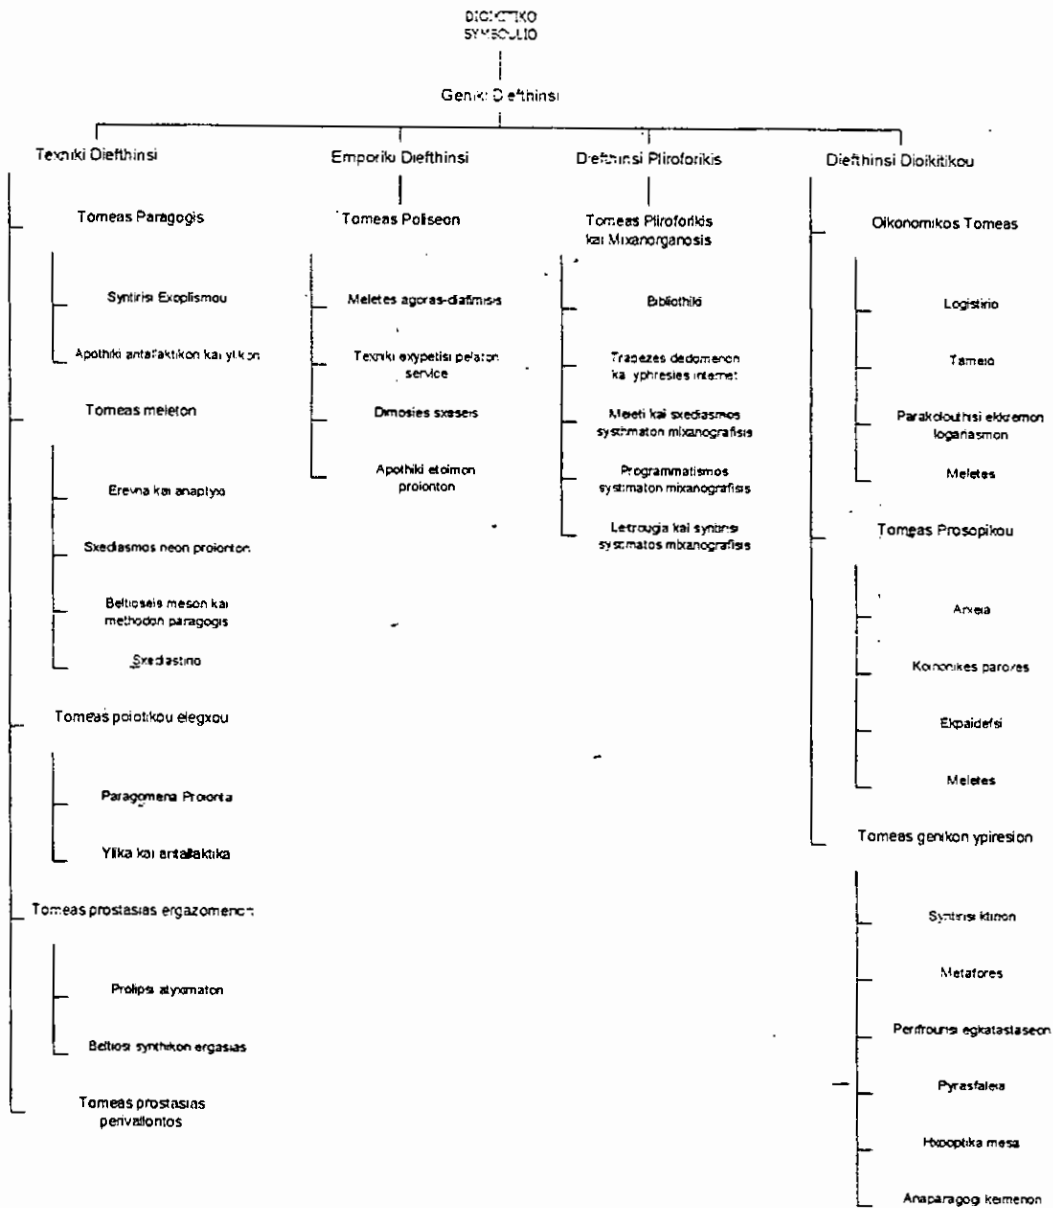 DIOIKITIKO
SYMBOULIO
Geniki Diefthinsi
Texniki Diefthinsi
Tomeas Paragogis
Syntirisi Exoplismou
Apothiki antallaktikon kai ylikon
Tomeas meleton
Erevna kai anaptyxi
Sxediasmos neon proionton
Beltioseis meson kai
methodon paragogis
Sxediastirio
Tomeas poiotikou elegxou
Paragomena Proionta
Ylika kai antallaktika
Tomeas prostasias ergazomenon
Prolipsi atyxmaton
Beltiosi synthikon ergasias
Tomeas prostasias
perivallontos
Emporiki Diefthinsi
Tomeas Poliseon
Meletes agoras-diafimisis
Texniki exypetisi pelaton
service
Dimosies sxeseis
Apothiki etoimon
proionton
Diefthinsi Pliroforikis
Tomeas Pliroforikis
kai Mixanorganosis
Bibliothiki
Trapezes dedomenon
kai yphresies internet
Meleti kai sxediasmos
systhmaton mixanografisis
Programmatismos
systimaton mixanografisis
Leitrougia kai syntirisi
systimatos mixanografisis
Diefthinsi Dioikitikou
Oikonomikos Tomeas
Logistirio
Tameio
Parakolouthisi ekkremon
logariasmon
Meletes
Tomeas Prosopikou
Arxeia
Koinonikes paroxes
Ekpaidefsi
Meletes
Tomeas genikon ypiresion
Syntirisi ktirion
Metafores
Perifrourisi egkatastaseon
Pyrasfaleia
Hxooptika mesa
Anaparagogi keimenon